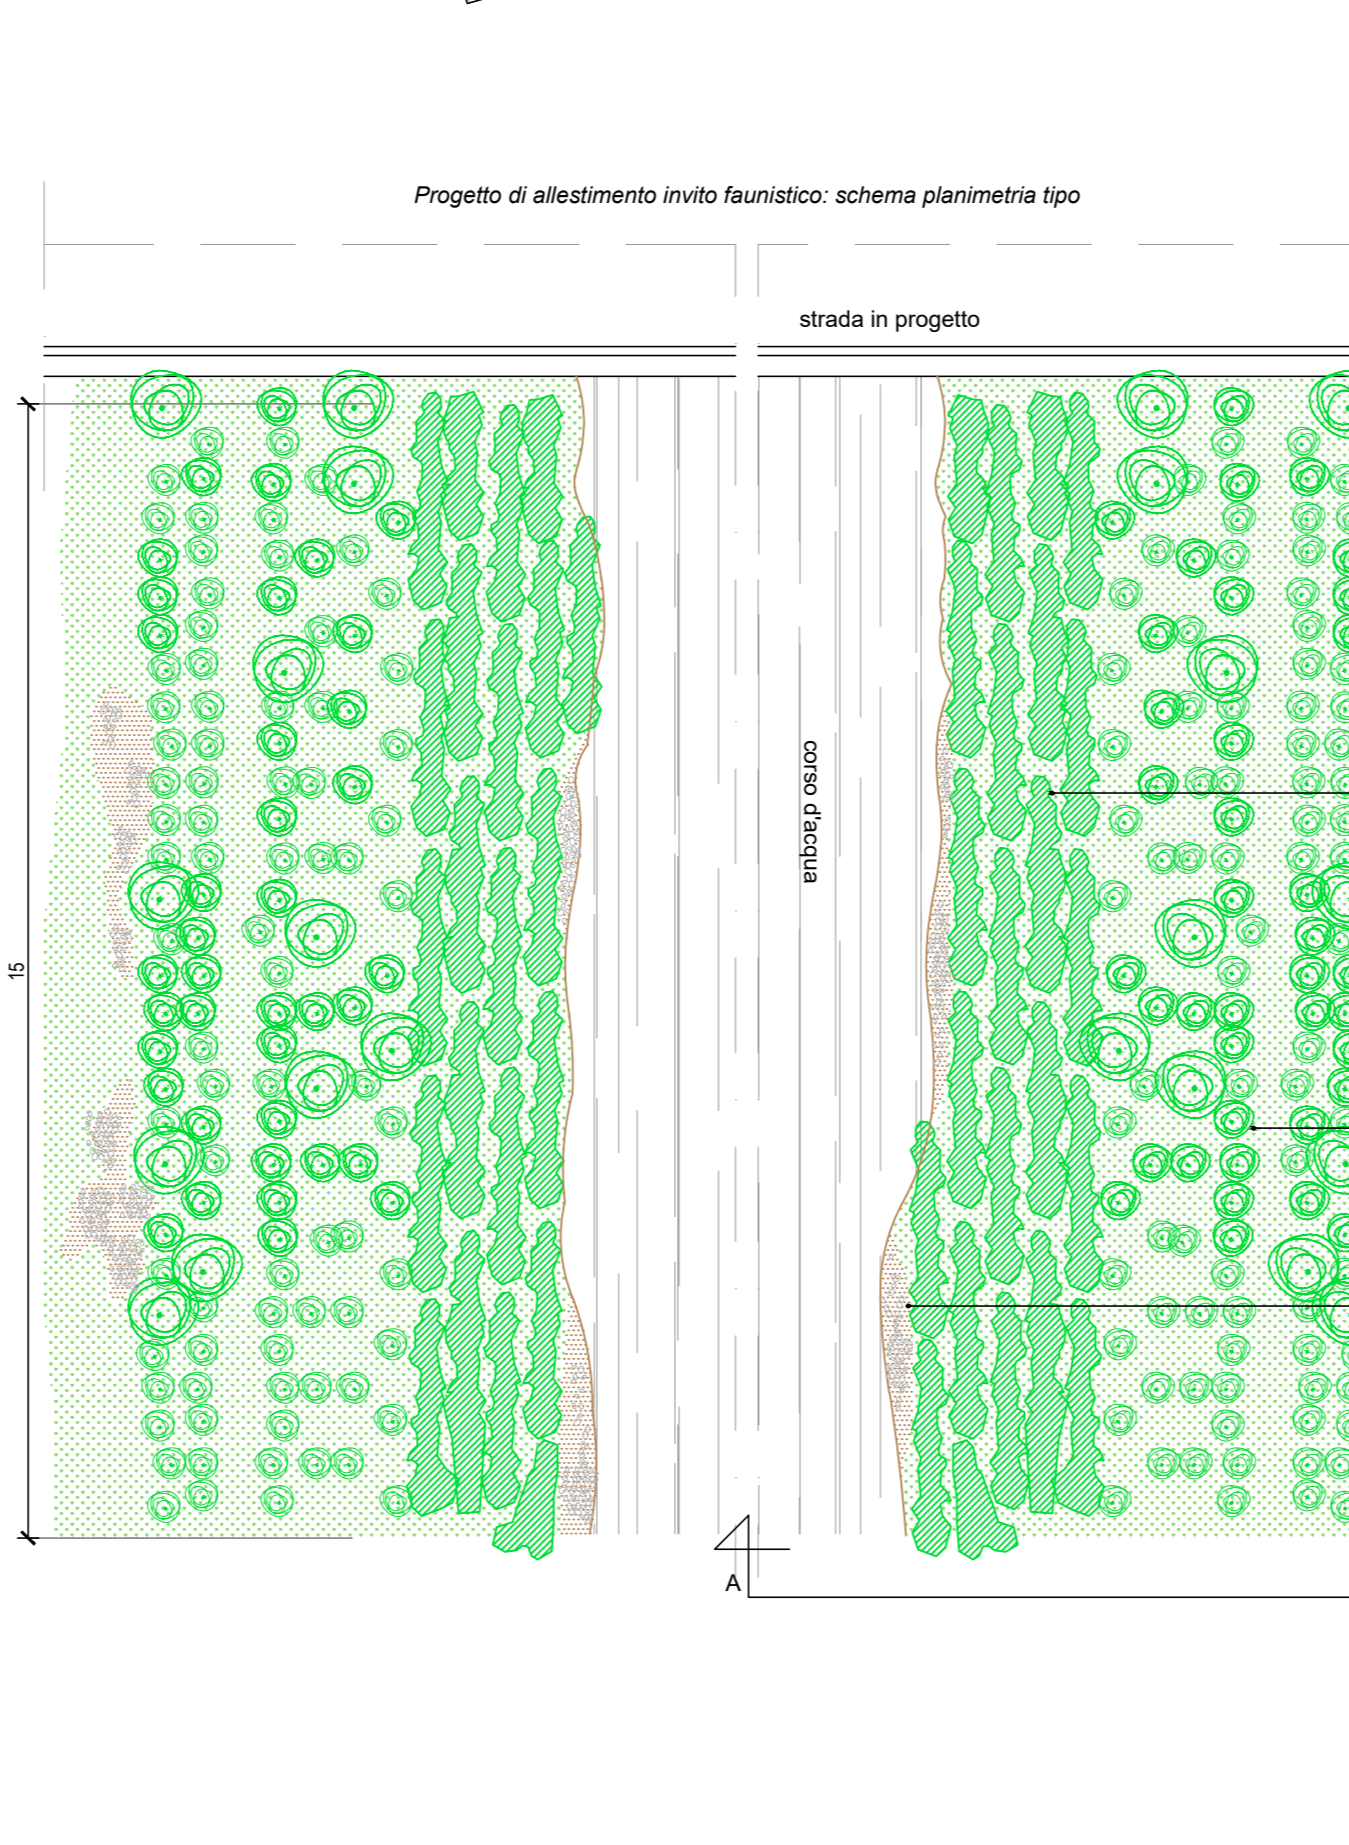 Progetto di allestimento invito faunistico: schema planimetria tipo
strada in progetto
corso d'acqua
15
A